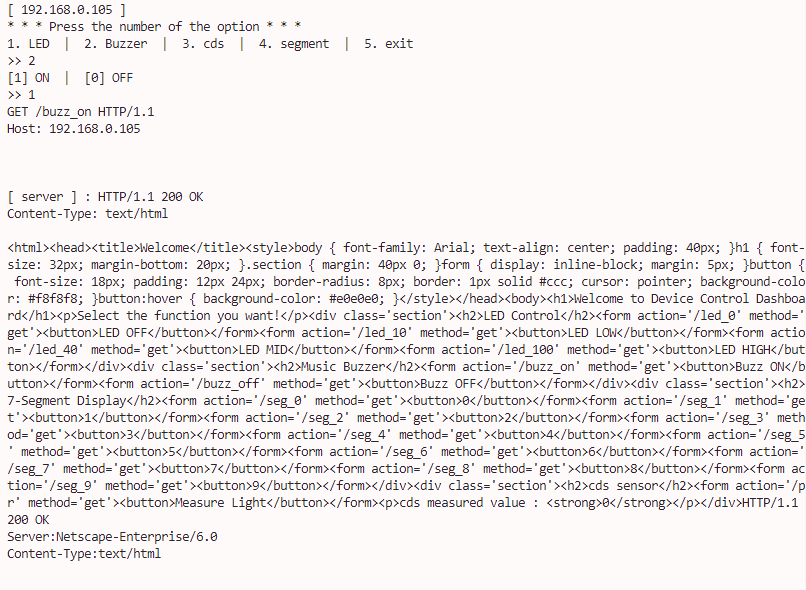 [ 192.168.0.105 ]
* * * Press the number of the option * * *
1. LED  |  2. Buzzer  |  3. cds  |  4. segment  |  5. exit
>> 2
[1] ON  |  [0] OFF
>> 1
GET /buzz_on HTTP/1.1
Host: 192.168.0.105
[ server ] : HTTP/1.1 200 OK
Content-Type: text/html
<html><head><title>Welcome</title><style>body { font-family: Arial; text-align: center; padding: 40px; }h1 { font-
size: 32px; margin-bottom: 20px; }.section { margin: 40px 0; }form { display: inline-block; margin: 5px; }button {
 font-size: 18px; padding: 12px 24px; border-radius: 8px; border: 1px solid #ccc; cursor: pointer; background-colo
r: #f8f8f8; }button:hover { background-color: #e0e0e0; }</style></head><body><h1>Welcome to Device Control Dashboa
rd</h1><p>Select the function you want!</p><div class='section'><h2>LED Control</h2><form action='/led_0' method='
get'><button>LED OFF</button></form><form action='/led_10' method='get'><button>LED LOW</button></form><form actio
n='/led_40' method='get'><button>LED MID</button></form><form action='/led_100' method='get'><button>LED HIGH</but
ton></form></div><div class='section'><h2>Music Buzzer</h2><form action='/buzz_on' method='get'><button>Buzz ON</b
utton></form><form action='/buzz_off' method='get'><button>Buzz OFF</button></form></div><div class='section'><h2>
7-Segment Display</h2><form action='/seg_0' method='get'><button>0</button></form><form action='/seg_1' method='ge
t'><button>1</button></form><form action='/seg_2' method='get'><button>2</button></form><form action='/seg_3' meth
od='get'><button>3</button></form><form action='/seg_4' method='get'><button>4</button></form><form action='/seg_5
' method='get'><button>5</button></form><form action='/seg_6' method='get'><button>6</button></form><form action='
/seg_7' method='get'><button>7</button></form><form action='/seg_8' method='get'><button>8</button></form><form ac
tion='/seg_9' method='get'><button>9</button></form></div><div class='section'><h2>cds sensor</h2><form action='/p
r' method='get'><button>Measure Light</button></form><p>cds measured value : <strong>0</strong></p></div>HTTP/1.1
200 OK
Server:Netscape-Enterprise/6.0
Content-Type:text/html